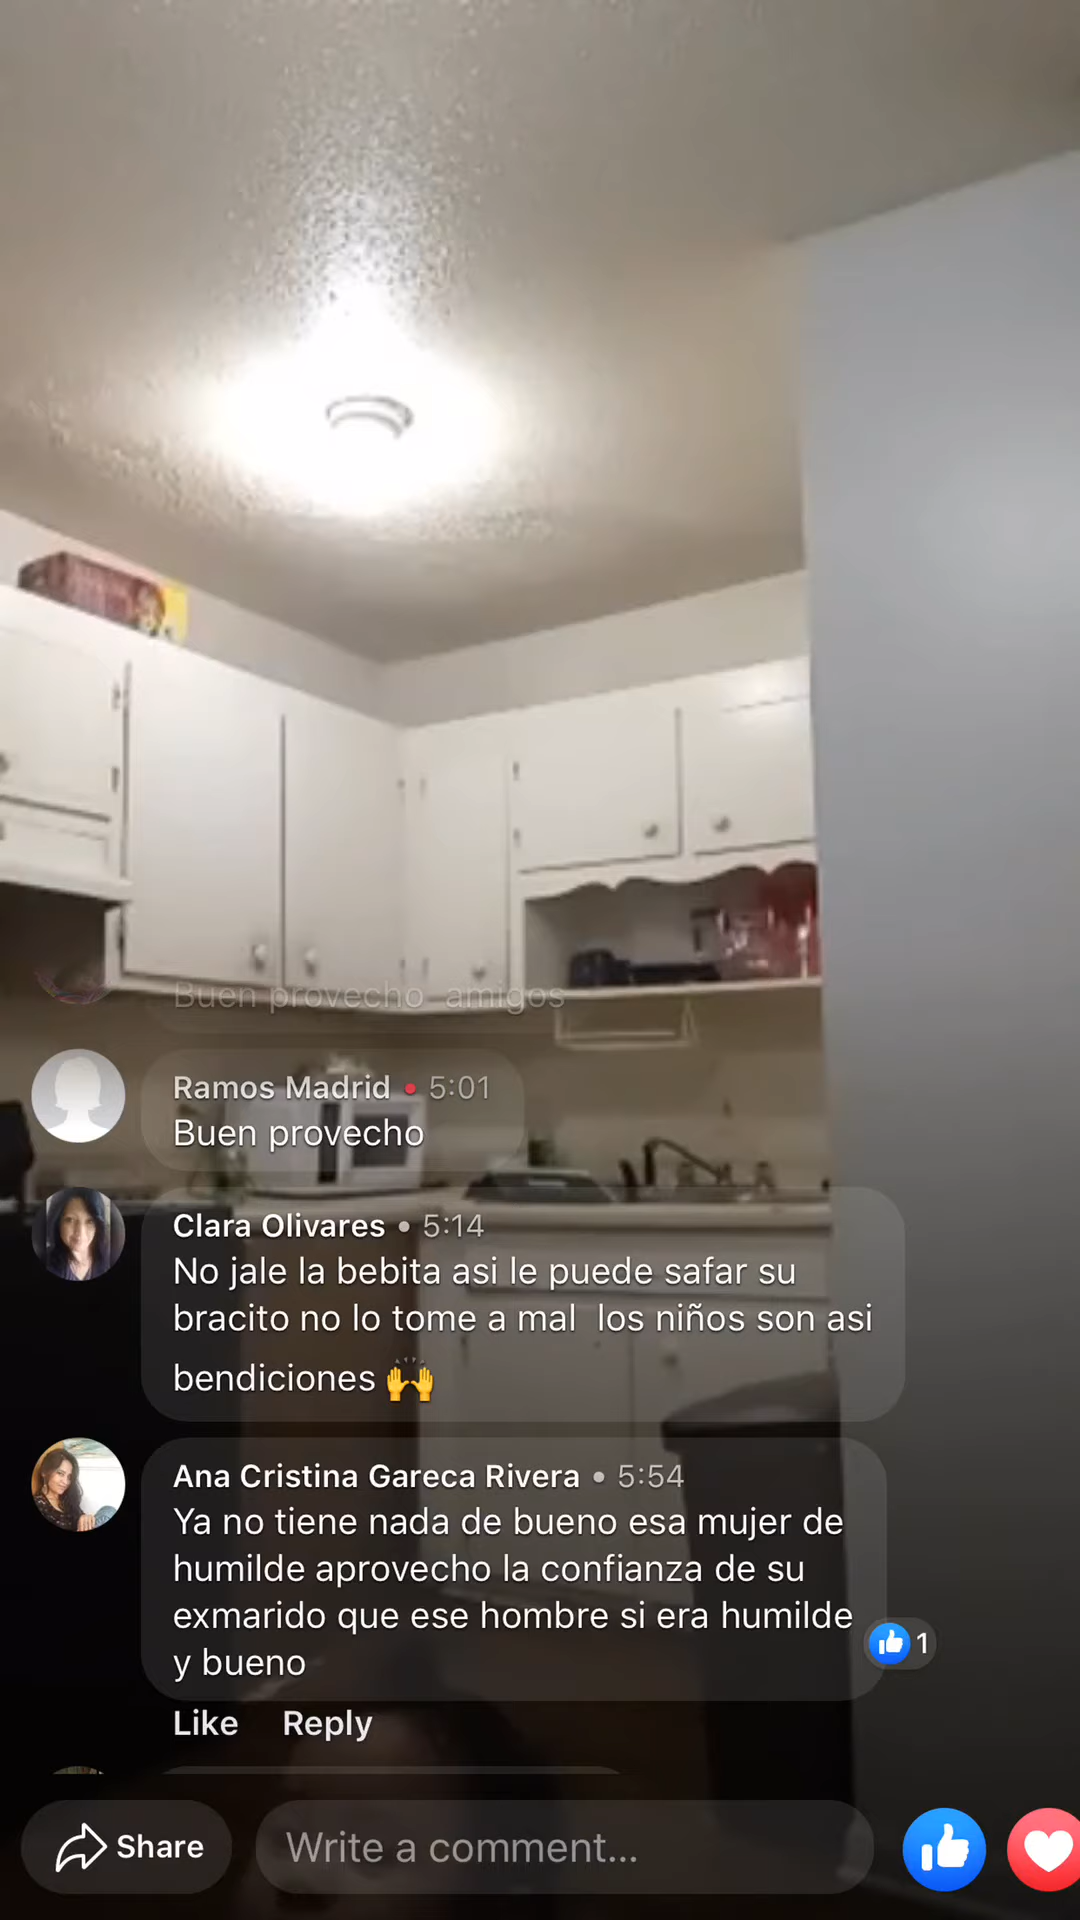 Buen provecho amigos
Ramos Madrid • 5:01
Buen provecho
Clara Olivares • 5:14
No jale la bebita asi le puede safar su
bracito no lo tome a mal los niños son asi
bendiciones 🙌
Ana Cristina Gareca Rivera • 5:54
Ya no tiene nada de bueno esa mujer de
humilde aprovecho la confianza de su
exmarido que ese hombre si era humilde
y bueno
1
Like Reply
Share
Write a comment...